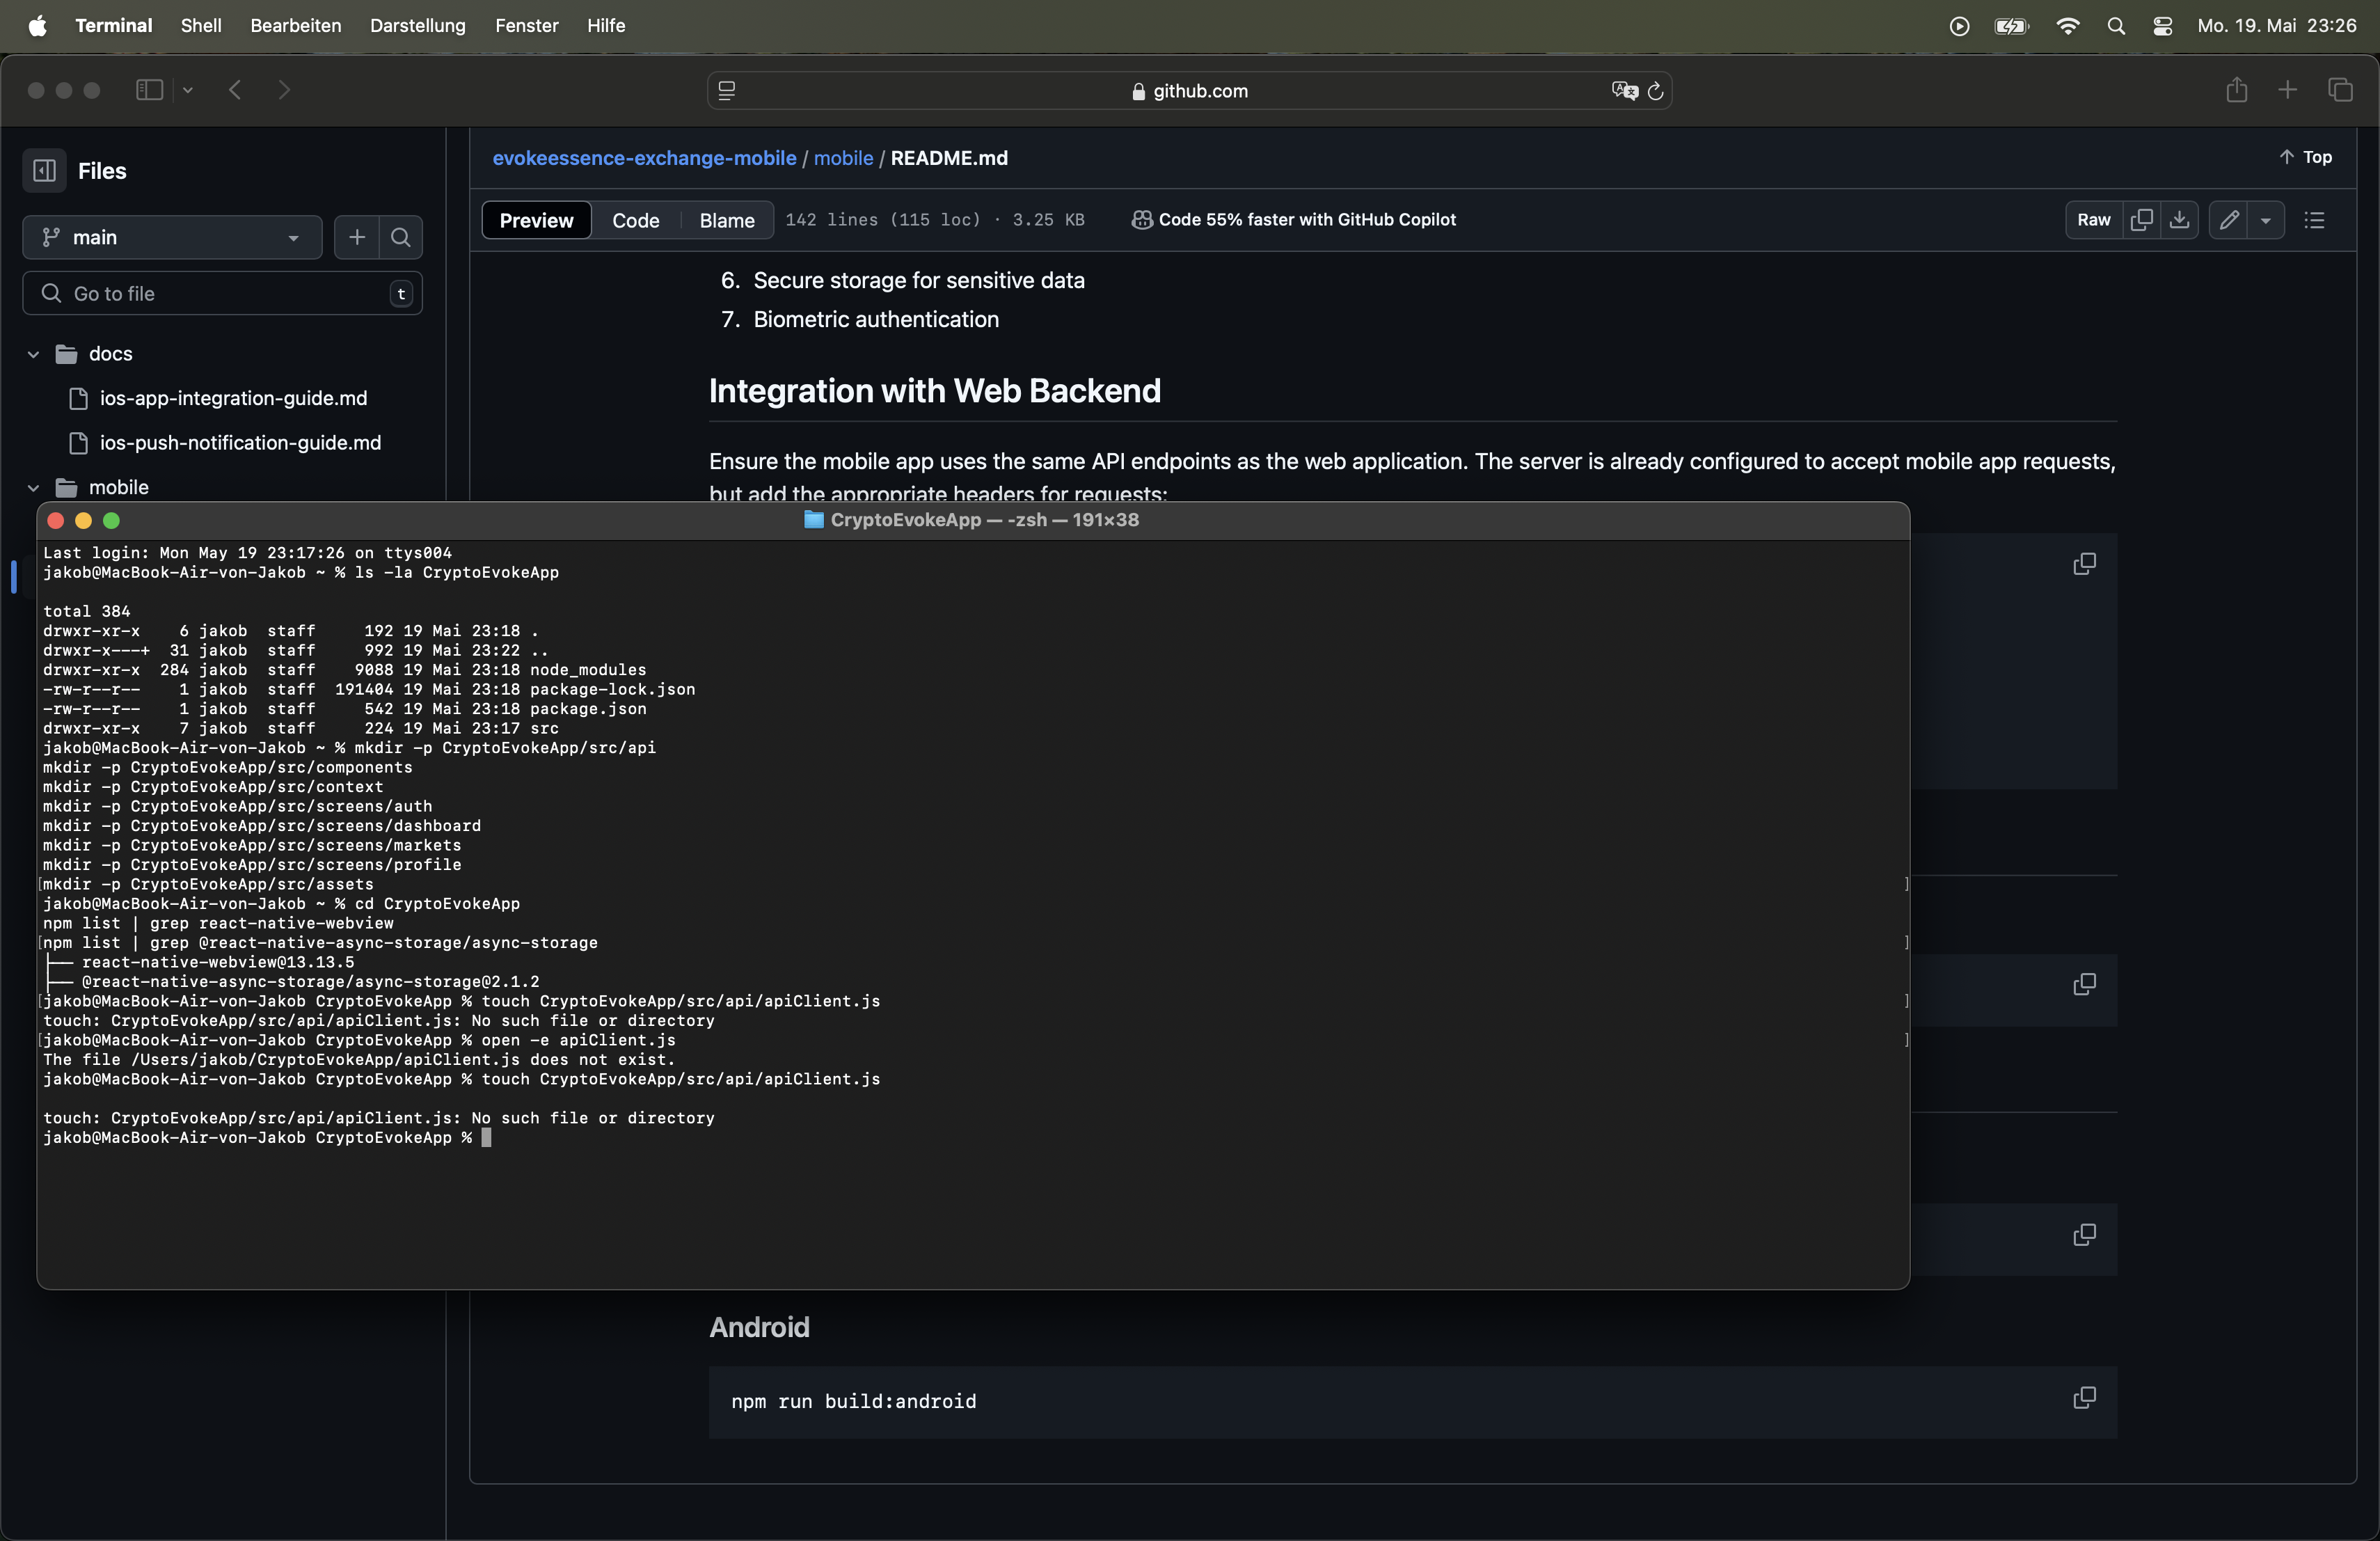 Terminal Shell Bearbeiten Darstellung Fenster Hilfe Mo. 19. Mai 23:26
github.com
Files
evokeessence-exchange-mobile / mobile / README.md
Top
main
Preview Code Blame 142 lines (115 loc) · 3.25 KB Code 55% faster with GitHub Copilot Raw
Go to file t
6. Secure storage for sensitive data
7. Biometric authentication
docs
ios-app-integration-guide.md
ios-push-notification-guide.md
mobile
Integration with Web Backend
Ensure the mobile app uses the same API endpoints as the web application. The server is already configured to accept mobile app requests,
but add the appropriate headers for requests:
CryptoEvokeApp — -zsh — 191×38
Last login: Mon May 19 23:17:26 on ttys004
jakob@MacBook-Air-von-Jakob ~ % ls -la CryptoEvokeApp
total 384
drwxr-xr-x    6 jakob  staff     192 19 Mai 23:18 .
drwxr-x---+  31 jakob  staff     992 19 Mai 23:22 ..
drwxr-xr-x  284 jakob  staff    9088 19 Mai 23:18 node_modules
-rw-r--r--    1 jakob  staff  191404 19 Mai 23:18 package-lock.json
-rw-r--r--    1 jakob  staff     542 19 Mai 23:18 package.json
drwxr-xr-x    7 jakob  staff     224 19 Mai 23:17 src
jakob@MacBook-Air-von-Jakob ~ % mkdir -p CryptoEvokeApp/src/api
mkdir -p CryptoEvokeApp/src/components
mkdir -p CryptoEvokeApp/src/context
mkdir -p CryptoEvokeApp/src/screens/auth
mkdir -p CryptoEvokeApp/src/screens/dashboard
mkdir -p CryptoEvokeApp/src/screens/markets
mkdir -p CryptoEvokeApp/src/screens/profile
[mkdir -p CryptoEvokeApp/src/assets ]
jakob@MacBook-Air-von-Jakob ~ % cd CryptoEvokeApp
npm list | grep react-native-webview
[npm list | grep @react-native-async-storage/async-storage ]
├── react-native-webview@13.13.5
├── @react-native-async-storage/async-storage@2.1.2
[jakob@MacBook-Air-von-Jakob CryptoEvokeApp % touch CryptoEvokeApp/src/api/apiClient.js ]
touch: CryptoEvokeApp/src/api/apiClient.js: No such file or directory
[jakob@MacBook-Air-von-Jakob CryptoEvokeApp % open -e apiClient.js ]
The file /Users/jakob/CryptoEvokeApp/apiClient.js does not exist.
jakob@MacBook-Air-von-Jakob CryptoEvokeApp % touch CryptoEvokeApp/src/api/apiClient.js
touch: CryptoEvokeApp/src/api/apiClient.js: No such file or directory
jakob@MacBook-Air-von-Jakob CryptoEvokeApp %
Android
npm run build:android